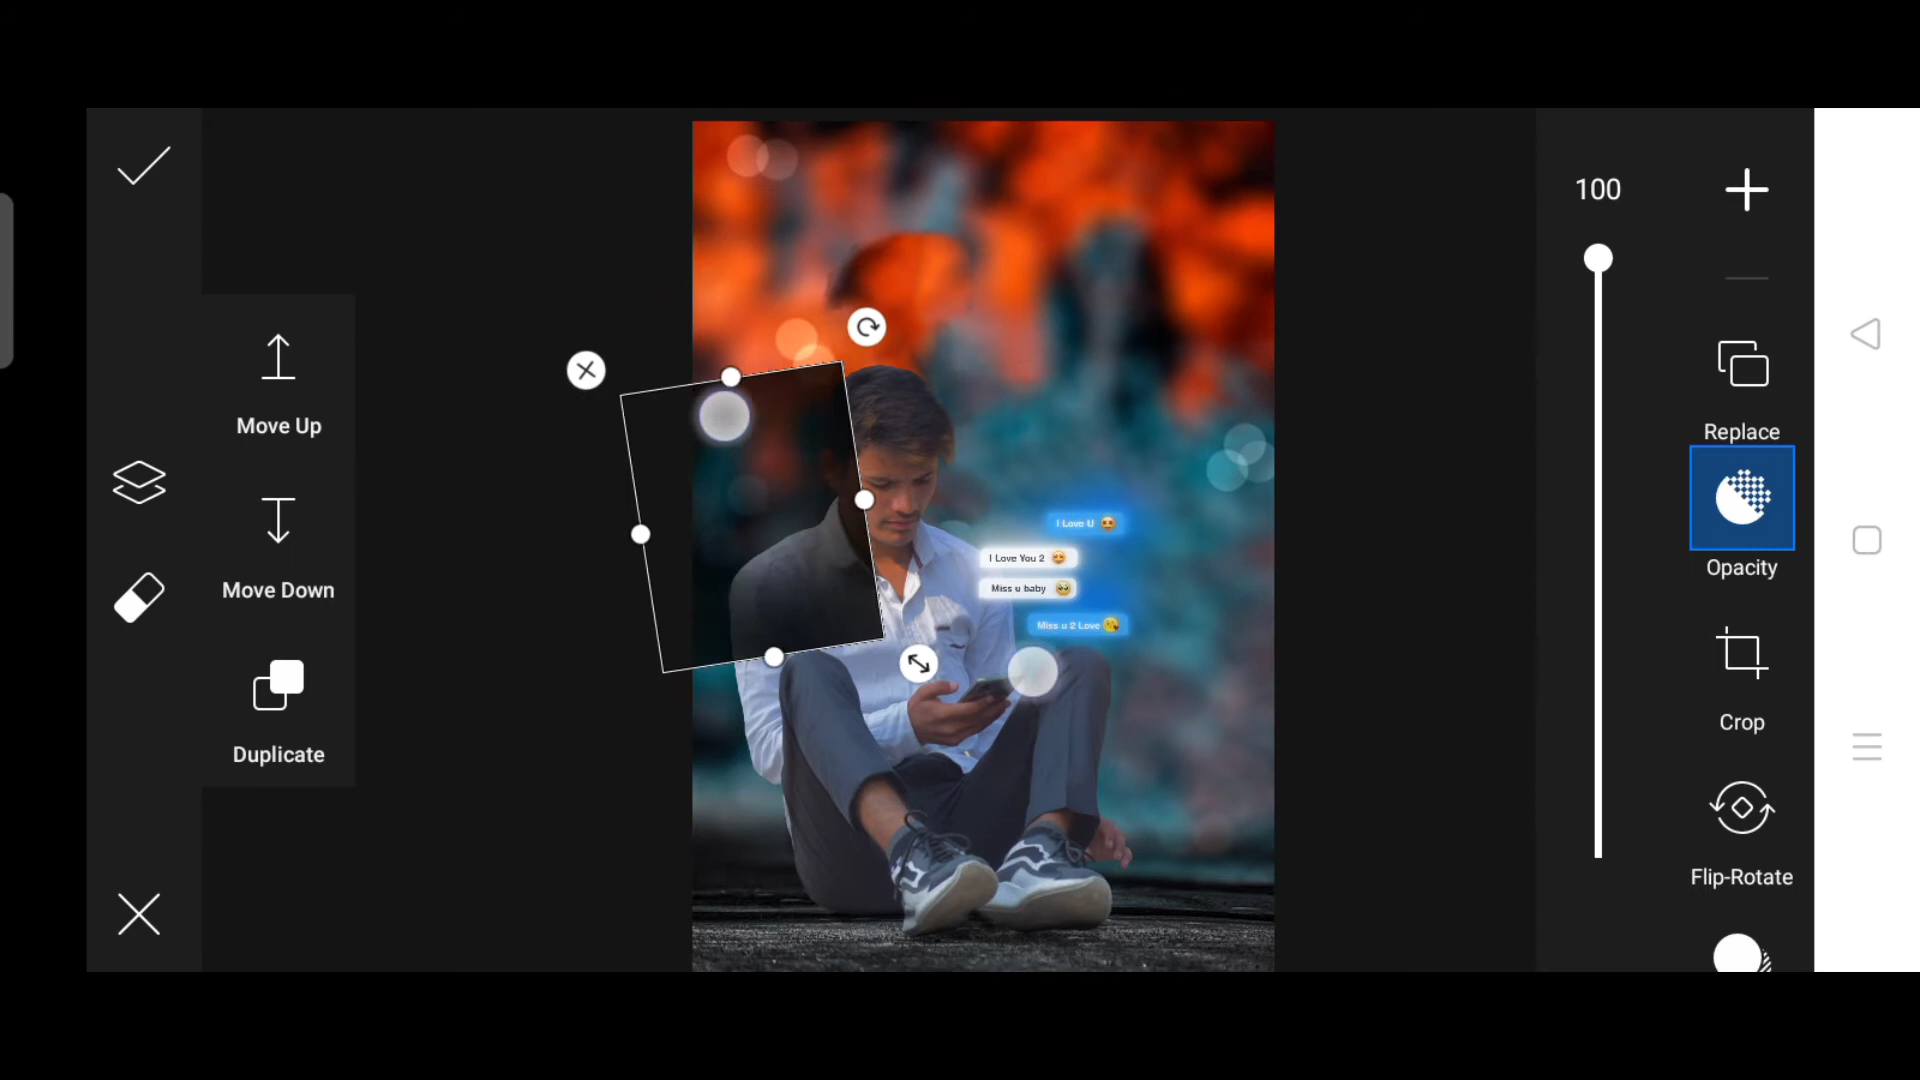 100
Replace
Move Up
I Love U 😍
I Love You 2 😍
Opacity
Miss u baby 🥺
Move Down
Miss u 2 Love 😘
Crop
Duplicate
Flip-Rotate